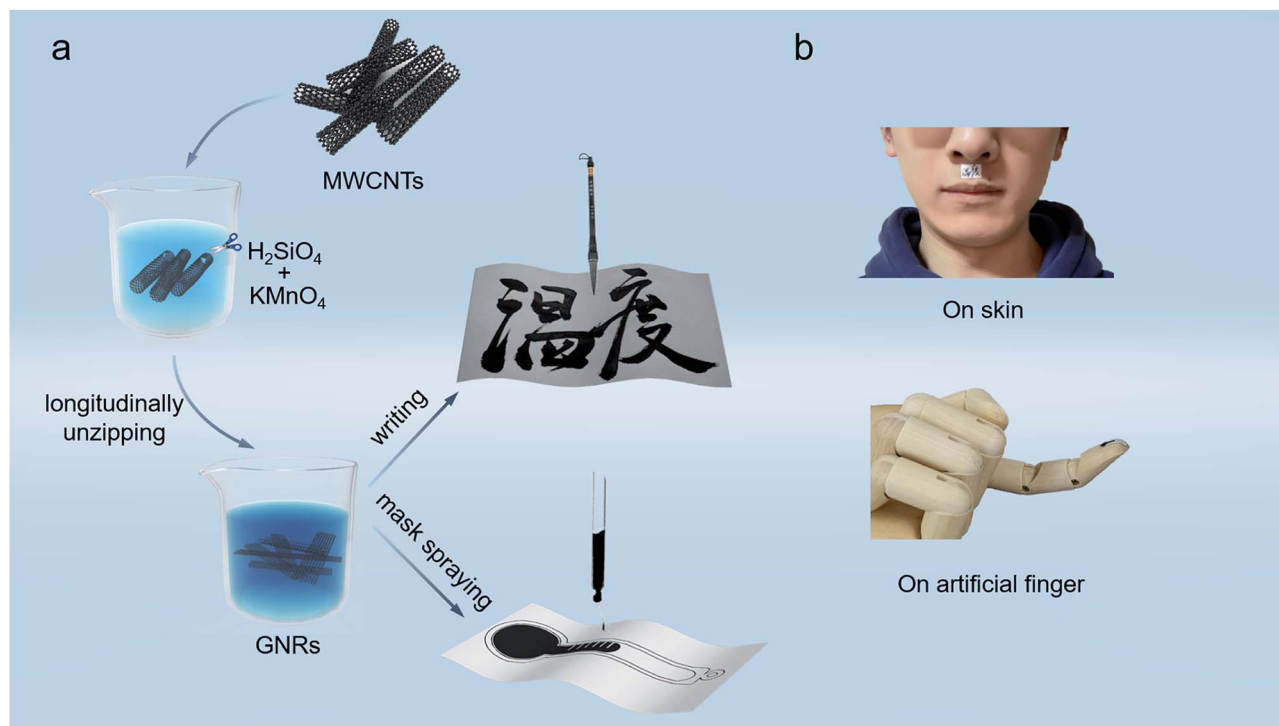 a
MWCNTs
H₂SiO₄
+
KMnO₄
longitudinally
unzipping
GNRs
writing
温度
mask spraying
b
On skin
On artificial finger